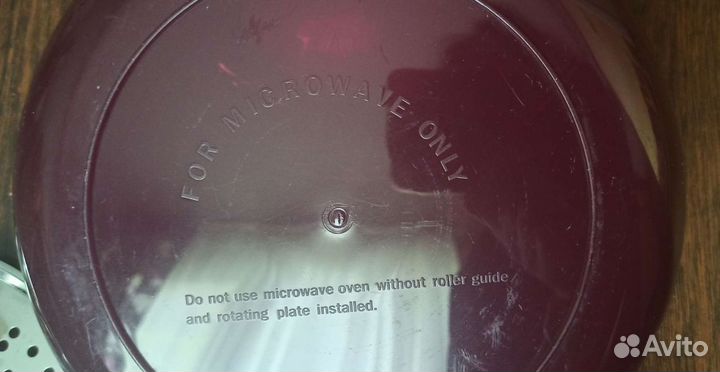 FOR MICROWAVE ONLY
Do not use microwave oven without roller guide
and rotating plate installed.
Avito